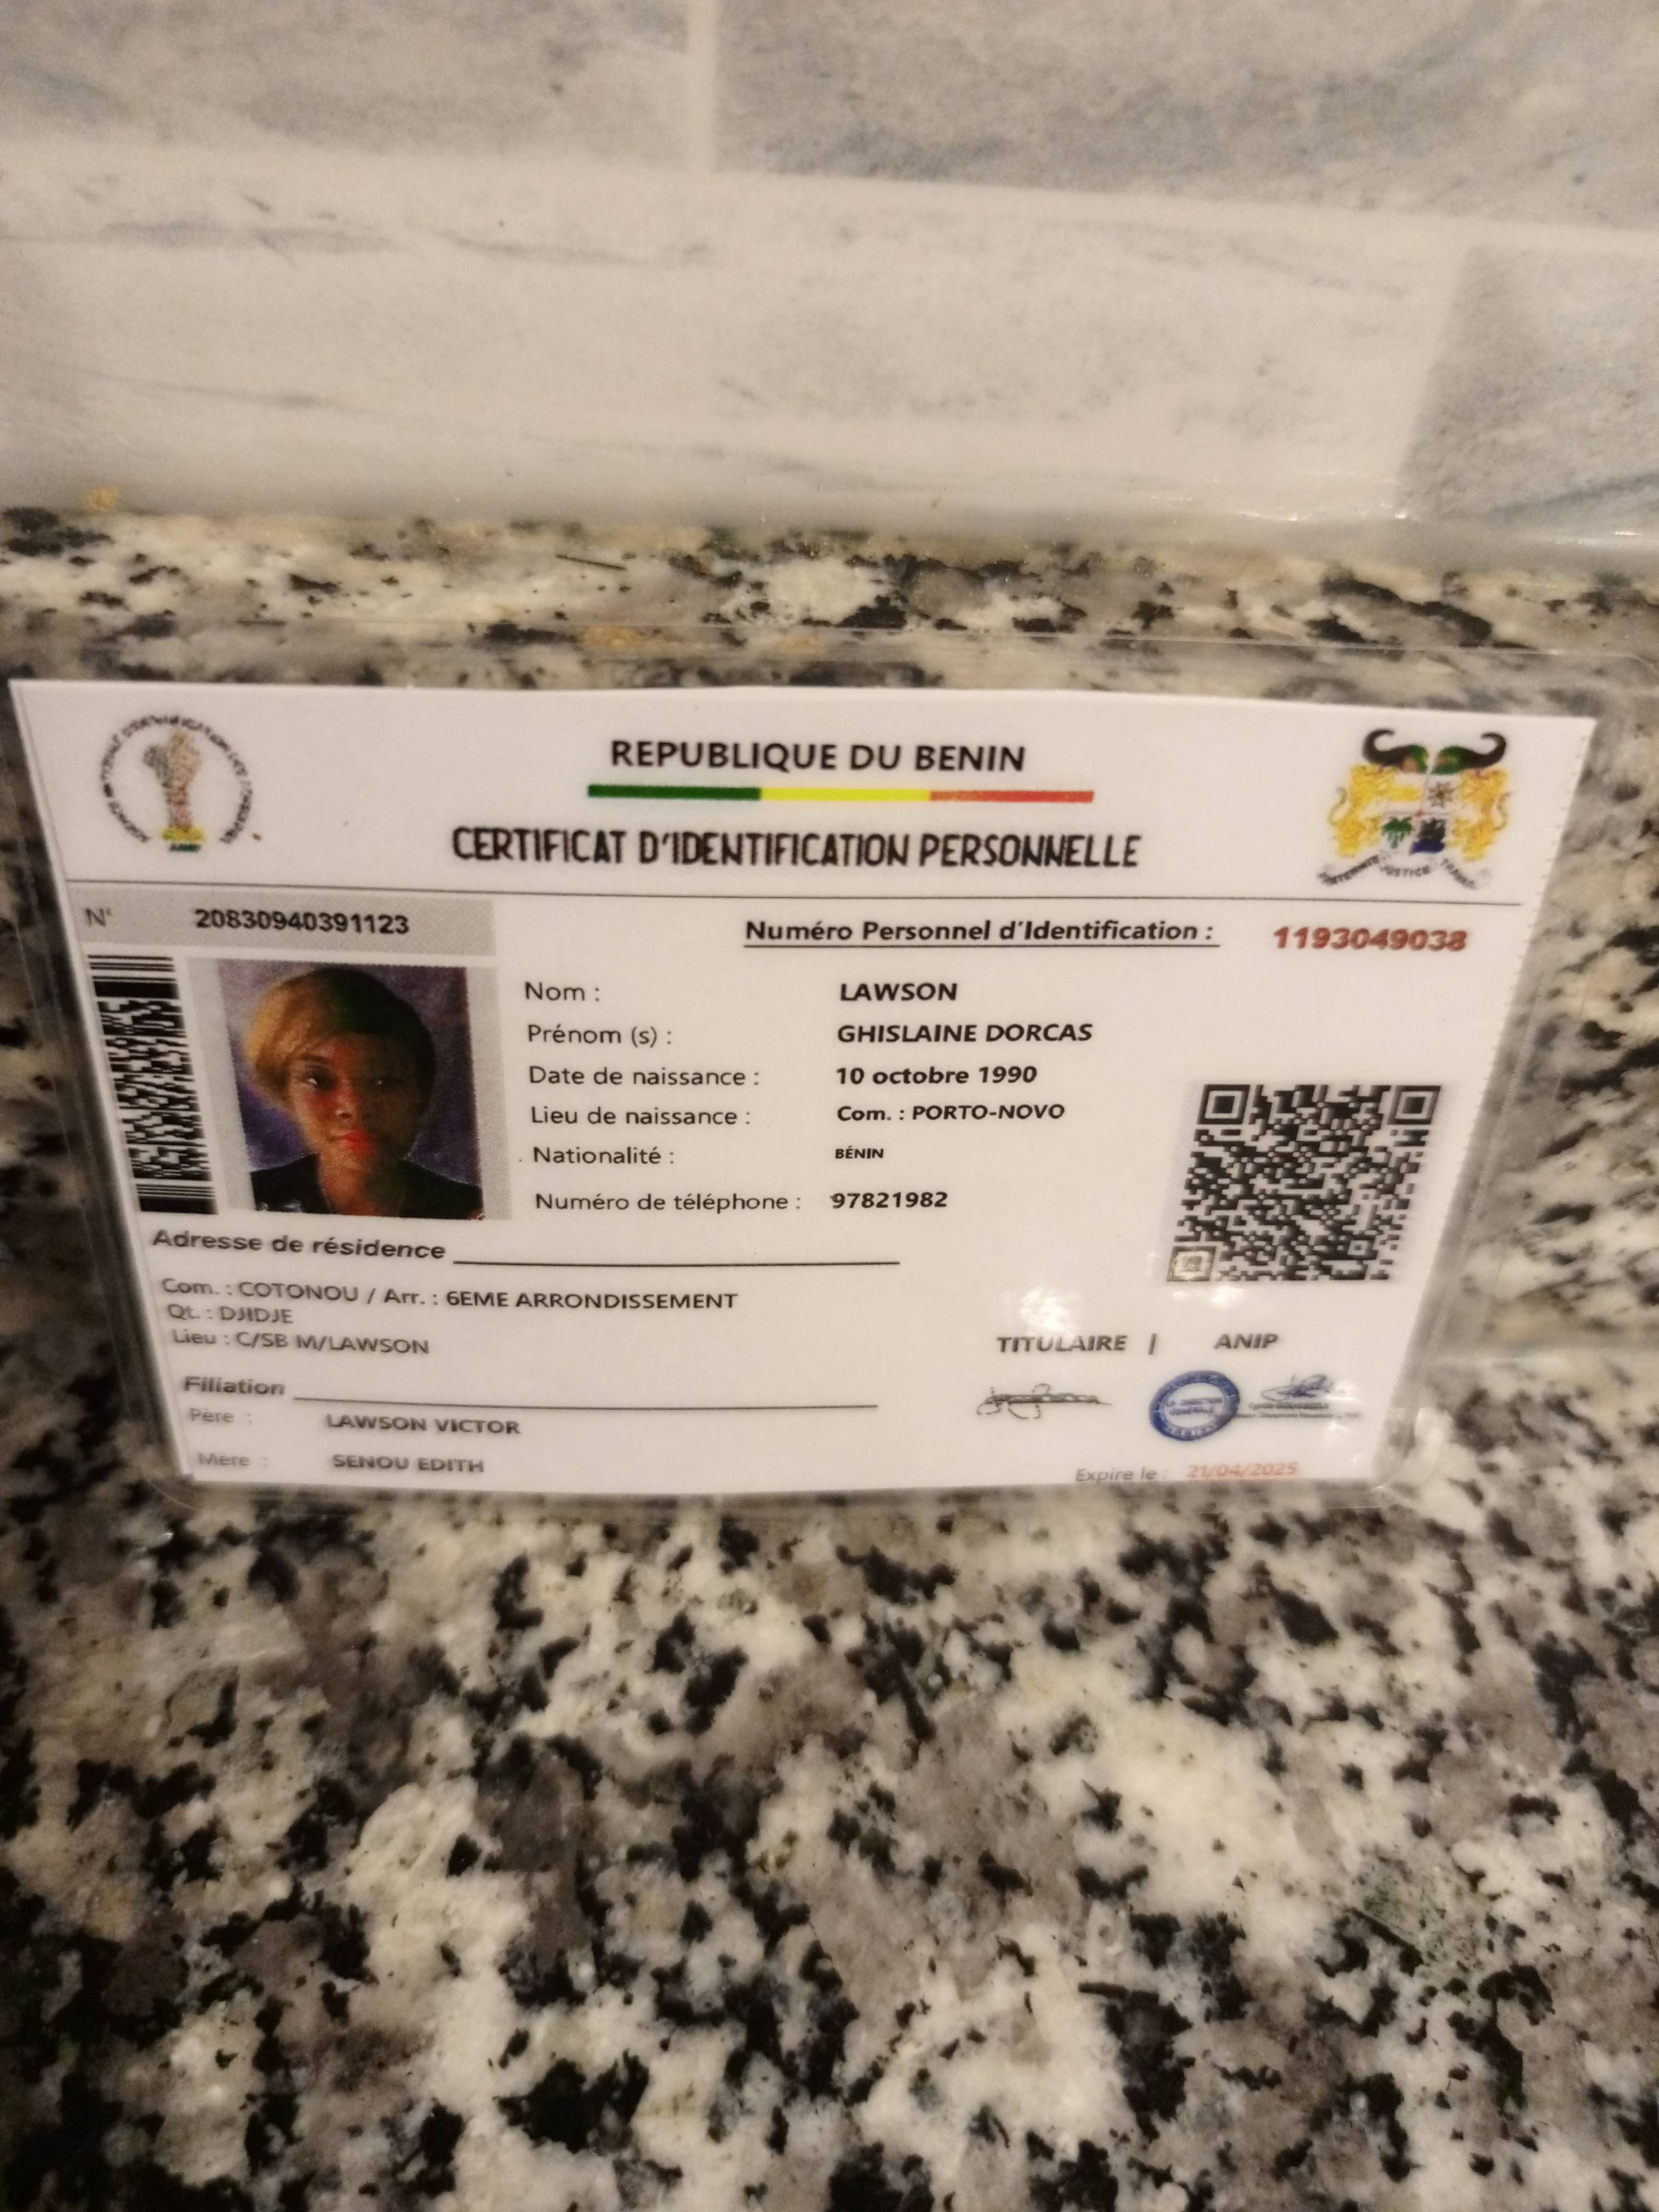 REPUBLIQUE DU BENIN
CERTIFICAT D'IDENTIFICATION PERSONNELLE
N° 20830940391123
Numéro Personnel d'Identification : 1193049038
Nom : LAWSON
Prénom (s) : GHISLAINE DORCAS
Date de naissance : 10 octobre 1990
Lieu de naissance : Com. : PORTO-NOVO
Nationalité : BÉNIN
Numéro de téléphone : 97821982
Adresse de résidence
Com. : COTONOU / Arr. : 6EME ARRONDISSEMENT
Qt. : DJIDJE
Lieu : C/SB M/LAWSON
TITULAIRE | ANIP
Filiation
Père : LAWSON VICTOR
Mère : SENOU EDITH
Expire le : 21/04/2025